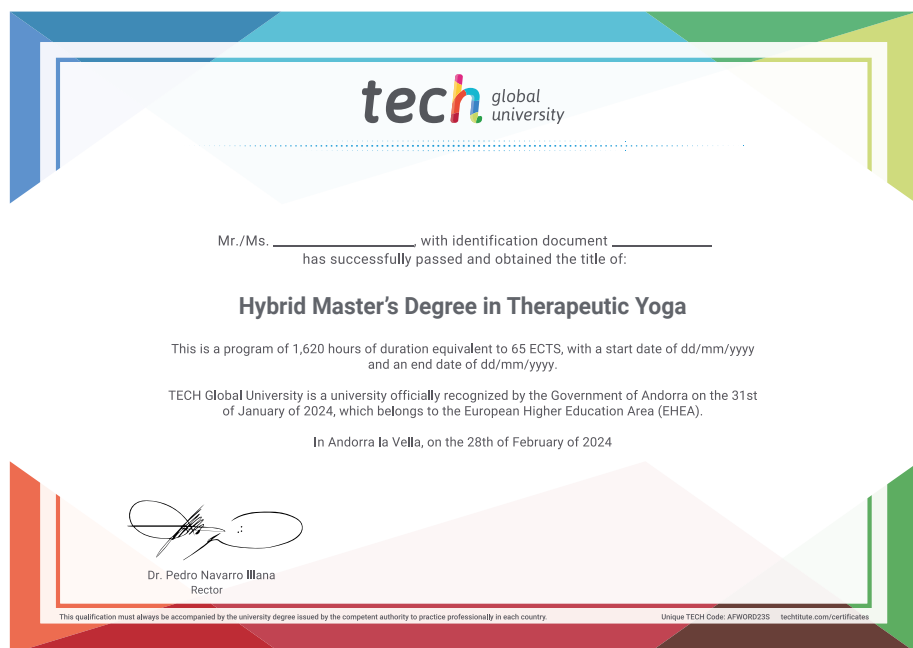 tech global university
Mr./Ms. ____________, with identification document ____________
has successfully passed and obtained the title of:
Hybrid Master's Degree in Therapeutic Yoga
This is a program of 1,620 hours of duration equivalent to 65 ECTS, with a start date of dd/mm/yyyy
and an end date of dd/mm/yyyy.
TECH Global University is a university officially recognized by the Government of Andorra on the 31st
of January of 2024, which belongs to the European Higher Education Area (EHEA).
In Andorra la Vella, on the 28th of February of 2024
Dr. Pedro Navarro Illana
Rector
This qualification must always be accompanied by the university degree issued by the competent authority to practice professionally in each country.
Unique TECH Code: AFWORD23S techtitute.com/certificates